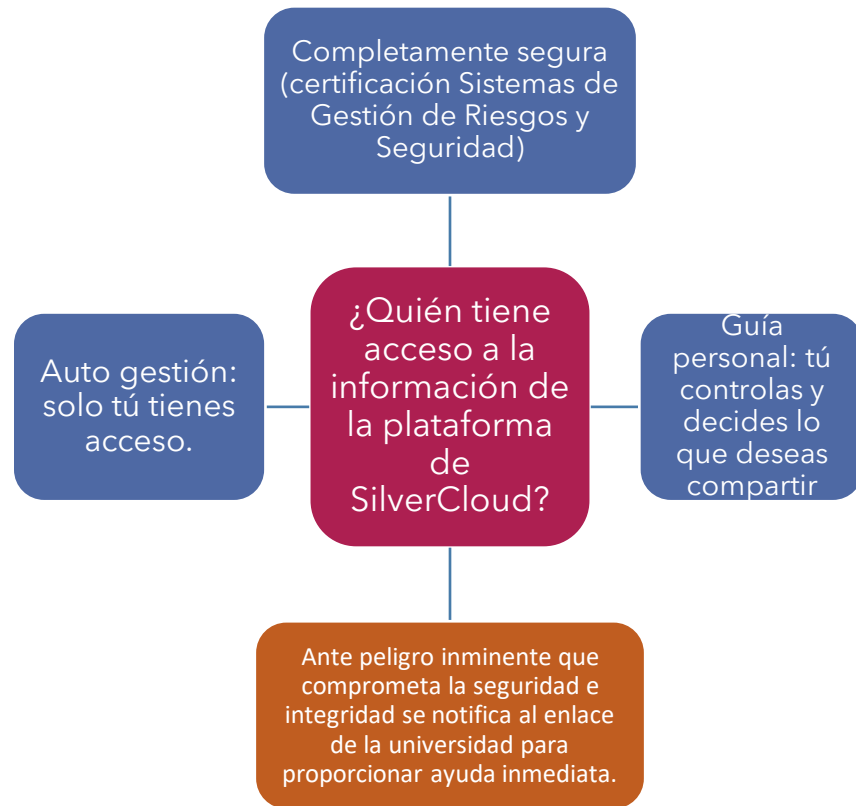 Completamente segura
(certificación Sistemas de
Gestión de Riesgos y
Seguridad)
Auto gestión:
solo tú tienes
acceso.
¿Quién tiene
acceso a la
información de
la plataforma
de
SilverCloud?
Guía
personal: tú
controlas y
decides lo
que deseas
compartir
Ante peligro inminente que
comprometa la seguridad e
integridad se notifica al enlace
de la universidad para
proporcionar ayuda inmediata.